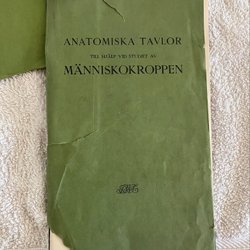 ANATOMISKA TAVLOR
TILL HJÄLP VID STUDIET AV
MÄNNISKOKROPPEN